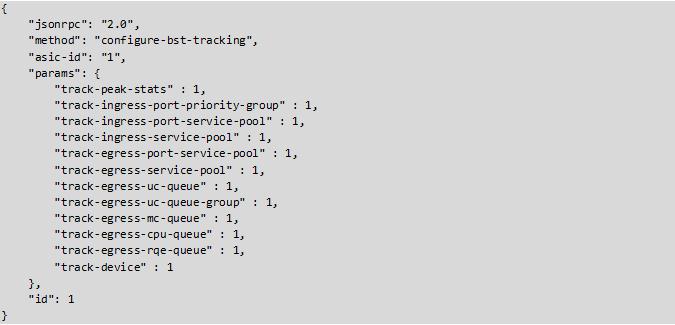 {
    "jsonrpc": "2.0",
    "method": "configure-bst-tracking",
    "asic-id": "1",
    "params": {
        "track-peak-stats" : 1,
        "track-ingress-port-priority-group" : 1,
        "track-ingress-port-service-pool" : 1,
        "track-ingress-service-pool" : 1,
        "track-egress-port-service-pool" : 1,
        "track-egress-service-pool" : 1,
        "track-egress-uc-queue" : 1,
        "track-egress-uc-queue-group" : 1,
        "track-egress-mc-queue" : 1,
        "track-egress-cpu-queue" : 1,
        "track-egress-rqe-queue" : 1,
        "track-device" : 1
    },
    "id": 1
}